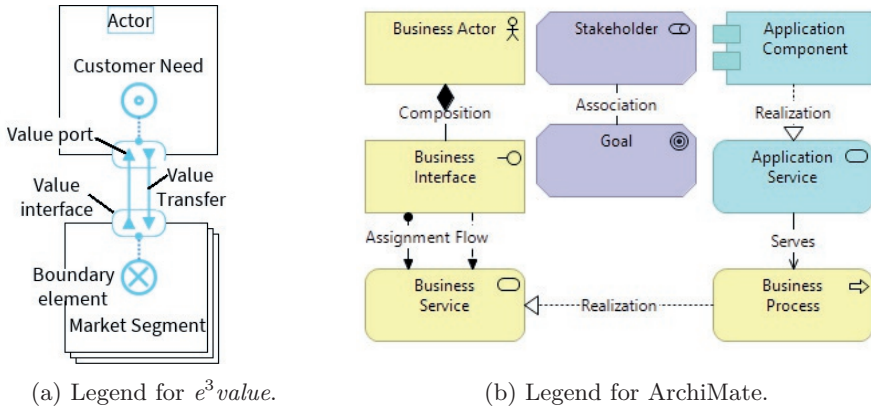 Actor
Customer Need
Value port
Value
interface
Value
Transfer
Boundary
element
Market Segment
(a) Legend for e³value.
Business Actor
Stakeholder
Application
Component
Composition
Association
Realization
Business
Interface
Goal
Application
Service
Assignment Flow
Serves
Business
Service
Realization
Business
Process
(b) Legend for ArchiMate.